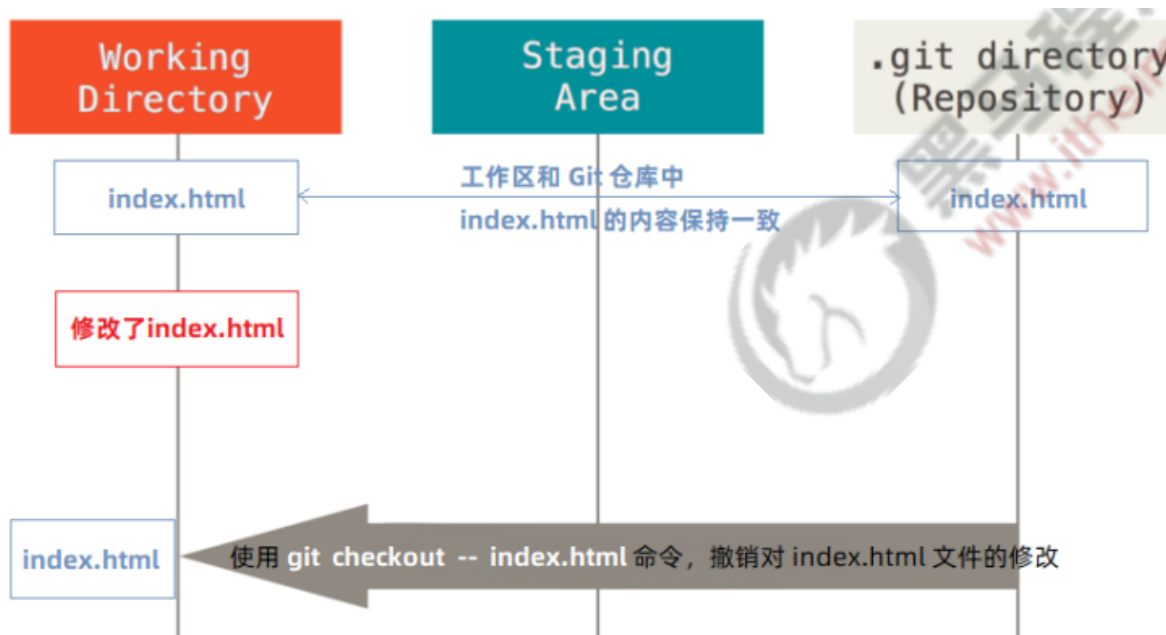 Working
Directory
Staging
Area
.git directory
(Repository)
index.html
工作区和 Git 仓库中
index.html 的内容保持一致
index.html
修改了index.html
index.html
使用 git checkout -- index.html 命令，撤销对 index.html 文件的修改
黑马程